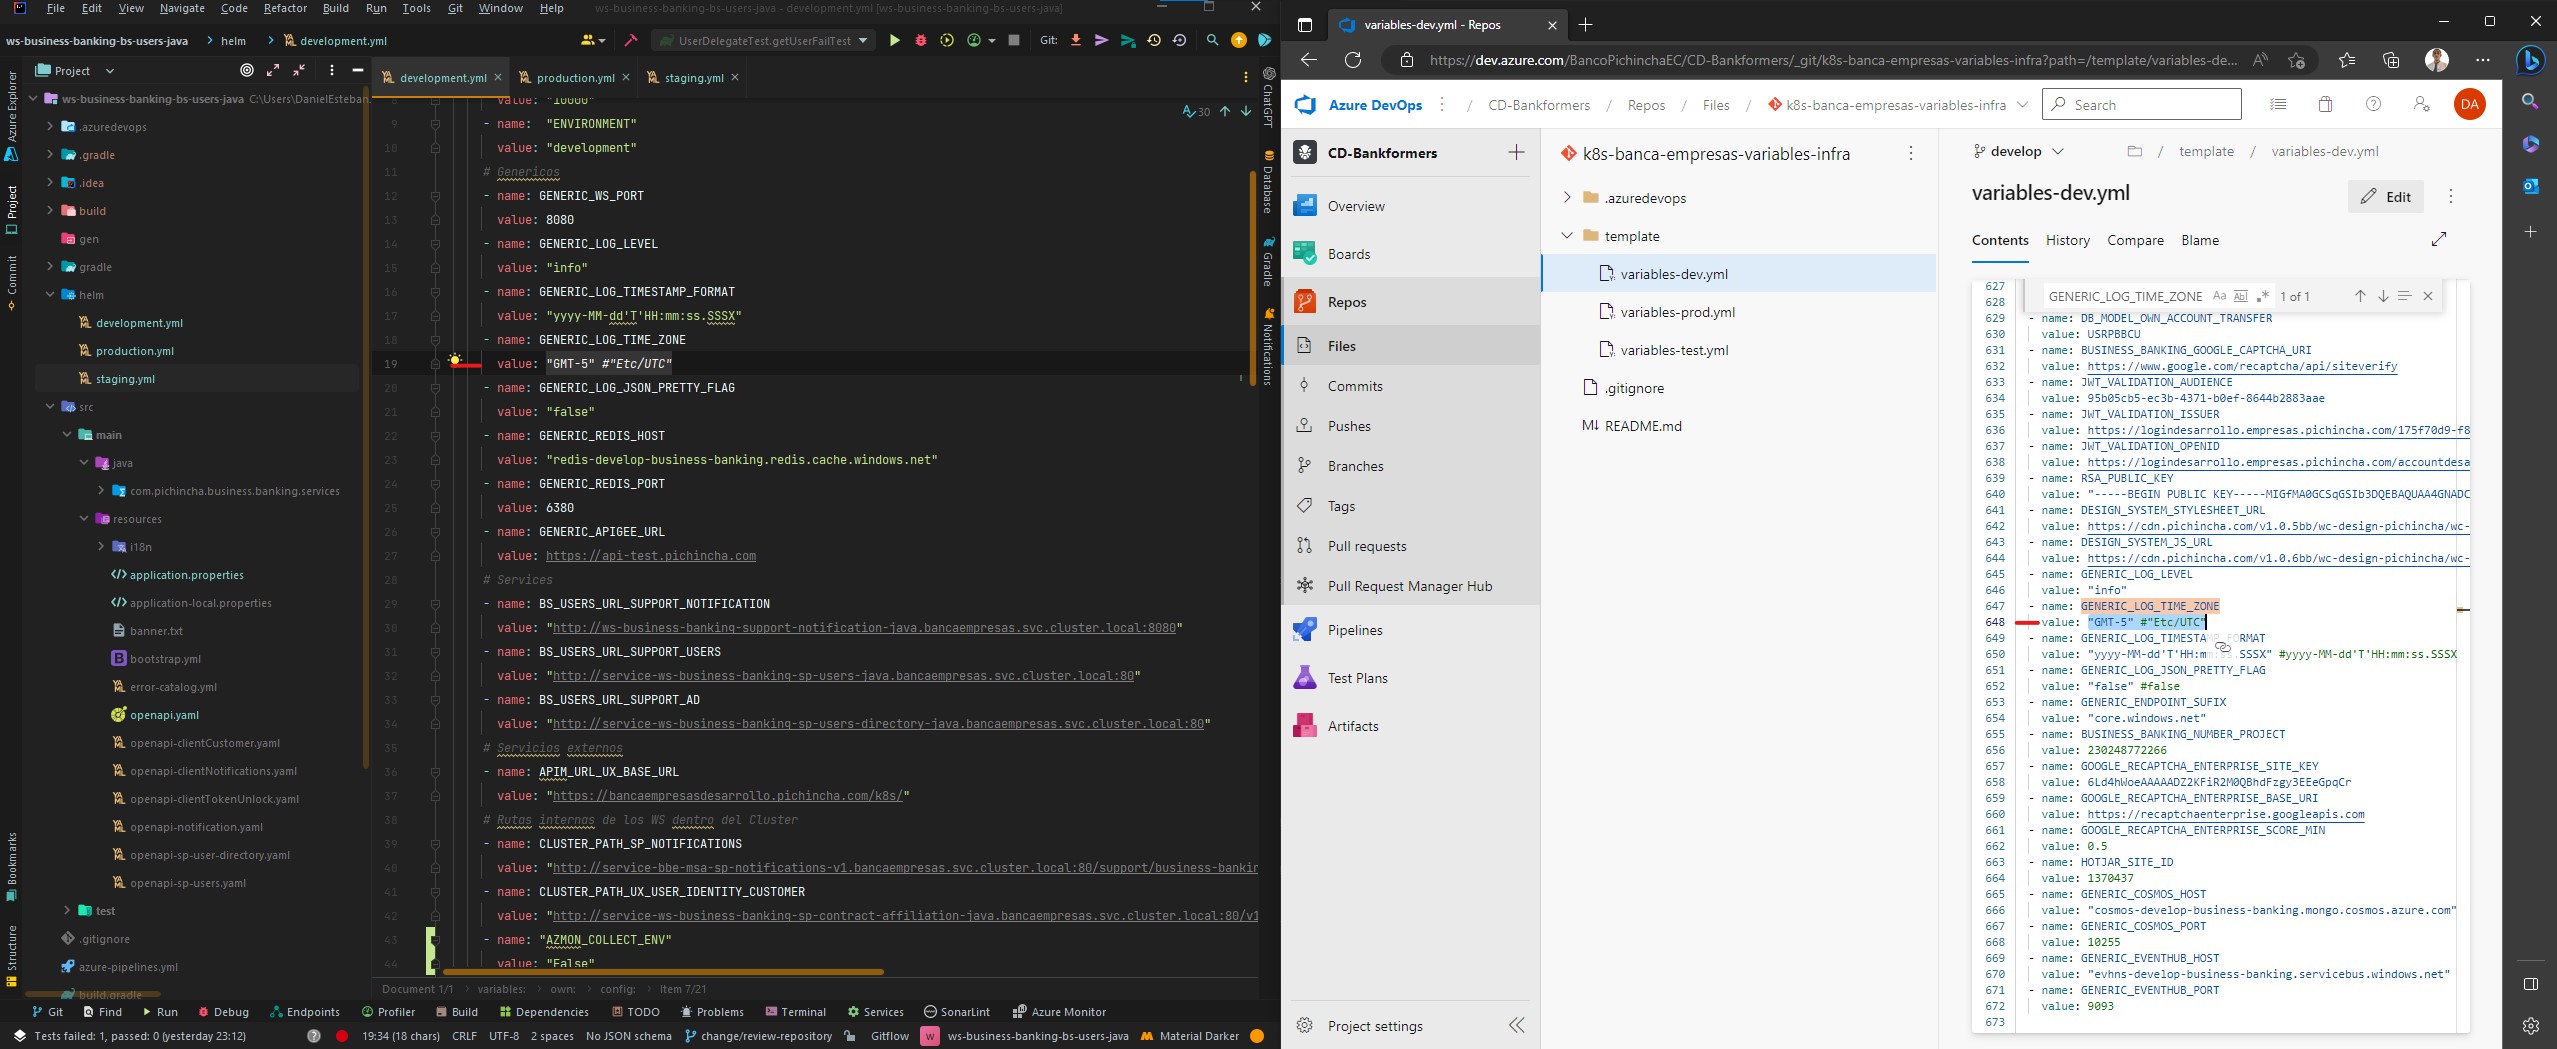 File Edit View Navigate Code Refactor Build Run Tools Git Window Help ws-business-banking-bs-users-java - development.yml [ws-business-banking-bs-users-java]
ws-business-banking-bs-users-java helm development.yml
UserDelegateTest.getUserFailTest
Git:
Project
development.yml production.yml staging.yml
Azure Explorer
Project
Commit
Bookmarks
Structure
ws-business-banking-bs-users-java C:\Users\DanielEsteban.
.azuredevops
.gradle
.idea
build
gen
gradle
helm
development.yml
production.yml
staging.yml
src
main
java
com.pichincha.business.banking.services
resources
i18n
application.properties
application-local.properties
banner.txt
bootstrap.yml
error-catalog.yml
openapi.yaml
openapi-clientCustomer.yaml
openapi-clientNotifications.yaml
openapi-clientTokenUnlock.yaml
openapi-notification.yaml
openapi-sp-user-directory.yaml
openapi-sp-users.yaml
test
.gitignore
azure-pipelines.yml
build.gradle
30
8 value: "10000"
9 - name: "ENVIRONMENT"
10 value: "development"
11 # Genericos
12 - name: GENERIC_WS_PORT
13 value: 8080
14 - name: GENERIC_LOG_LEVEL
15 value: "info"
16 - name: GENERIC_LOG_TIMESTAMP_FORMAT
17 value: "yyyy-MM-dd'T'HH:mm:ss.SSSX"
18 - name: GENERIC_LOG_TIME_ZONE
19 value: "GMT-5" #"Etc/UTC"
20 - name: GENERIC_LOG_JSON_PRETTY_FLAG
21 value: "false"
22 - name: GENERIC_REDIS_HOST
23 value: "redis-develop-business-banking.redis.cache.windows.net"
24 - name: GENERIC_REDIS_PORT
25 value: 6380
26 - name: GENERIC_APIGEE_URL
27 value: https://api-test.pichincha.com
28 # Services
29 - name: BS_USERS_URL_SUPPORT_NOTIFICATION
30 value: "http://ws-business-banking-support-notification-java.bancaempresas.svc.cluster.local:8080"
31 - name: BS_USERS_URL_SUPPORT_USERS
32 value: "http://service-ws-business-banking-sp-users-java.bancaempresas.svc.cluster.local:80"
33 - name: BS_USERS_URL_SUPPORT_AD
34 value: "http://service-ws-business-banking-sp-users-directory-java.bancaempresas.svc.cluster.local:80"
35 # Servicios externos
36 - name: APIM_URL_UX_BASE_URL
37 value: "https://bancaempresasdesarrollo.pichincha.com/k8s/"
38 # Rutas internas de los WS dentro del Cluster
39 - name: CLUSTER_PATH_SP_NOTIFICATIONS
40 value: "http://service-bbe-msa-sp-notifications-v1.bancaempresas.svc.cluster.local:80/support/business-bankin
41 - name: CLUSTER_PATH_UX_USER_IDENTITY_CUSTOMER
42 value: "http://service-ws-business-banking-sp-contract-affiliation-java.bancaempresas.svc.cluster.local:80/v1
43 - name: "AZMON_COLLECT_ENV"
44 value: "False"
Document 1/1 variables: own: config: Item 7/21
ChatGPT
Database
Gradle
Notifications
Git Find Run Debug Endpoints Profiler Build Dependencies TODO Problems Terminal Services SonarLint Azure Monitor
Tests failed: 1, passed: 0 (yesterday 23:12) 19:34 (18 chars) CRLF UTF-8 2 spaces No JSON schema change/review-repository Gitflow W ws-business-banking-bs-users-java Material Darker
variables-dev.yml - Repos
https://dev.azure.com/BancoPichinchaEC/CD-Bankformers/_git/k8s-banca-empresas-variables-infra?path=/template/variables-de...
Azure DevOps / CD-Bankformers / Repos / Files / k8s-banca-empresas-variables-infra Search DA
CD-Bankformers
Overview
Boards
Repos
Files
Commits
Pushes
Branches
Tags
Pull requests
Pull Request Manager Hub
Pipelines
Test Plans
Artifacts
Project settings
k8s-banca-empresas-variables-infra
.azuredevops
template
variables-dev.yml
variables-prod.yml
variables-test.yml
.gitignore
README.md
develop / template / variables-dev.yml
variables-dev.yml Edit
Contents History Compare Blame
GENERIC_LOG_TIME_ZONE Aa Abl 1 of 1
627
628
629 - name: DB_MODEL_OWN_ACCOUNT_TRANSFER
630 value: USRPBBCU
631 - name: BUSINESS_BANKING_GOOGLE_CAPTCHA_URI
632 value: https://www.google.com/recaptcha/api/siteverify
633 - name: JWT_VALIDATION_AUDIENCE
634 value: 95b05cb5-ec3b-4371-b0ef-8644b2883aae
635 - name: JWT_VALIDATION_ISSUER
636 value: https://logindesarrollo.empresas.pichincha.com/175f70d9-f8
637 - name: JWT_VALIDATION_OPENID
638 value: https://logindesarrollo.empresas.pichincha.com/accountdesa
639 - name: RSA_PUBLIC_KEY
640 value: "-----BEGIN PUBLIC KEY-----MIGfMA0GCSqGSIb3DQEBAQUAA4GNADC
641 - name: DESIGN_SYSTEM_STYLESHEET_URL
642 value: https://cdn.pichincha.com/v1.0.5bb/wc-design-pichincha/wc-
643 - name: DESIGN_SYSTEM_JS_URL
644 value: https://cdn.pichincha.com/v1.0.6bb/wc-design-pichincha/wc-
645 - name: GENERIC_LOG_LEVEL
646 value: "info"
647 - name: GENERIC_LOG_TIME_ZONE
648 value: "GMT-5" #"Etc/UTC"
649 - name: GENERIC_LOG_TIMESTAMP_FORMAT
650 value: "yyyy-MM-dd'T'HH:mm:ss.SSSX" #yyyy-MM-dd'T'HH:mm:ss.SSSX
651 - name: GENERIC_LOG_JSON_PRETTY_FLAG
652 value: "false" #false
653 - name: GENERIC_ENDPOINT_SUFIX
654 value: "core.windows.net"
655 - name: BUSINESS_BANKING_NUMBER_PROJECT
656 value: 230248772266
657 - name: GOOGLE_RECAPTCHA_ENTERPRISE_SITE_KEY
658 value: 6Ld4hWoeAAAAADZ2KFiR2M0QBhdFzgy3EEeGpqCr
659 - name: GOOGLE_RECAPTCHA_ENTERPRISE_BASE_URI
660 value: https://recaptchaenterprise.googleapis.com
661 - name: GOOGLE_RECAPTCHA_ENTERPRISE_SCORE_MIN
662 value: 0.5
663 - name: HOTJAR_SITE_ID
664 value: 1370437
665 - name: GENERIC_COSMOS_HOST
666 value: "cosmos-develop-business-banking.mongo.cosmos.azure.com"
667 - name: GENERIC_COSMOS_PORT
668 value: 10255
669 - name: GENERIC_EVENTHUB_HOST
670 value: "evhns-develop-business-banking.servicebus.windows.net"
671 - name: GENERIC_EVENTHUB_PORT
672 value: 9093
673